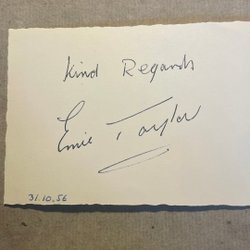 Kind Regards
Ernie Taylor
31.10.56